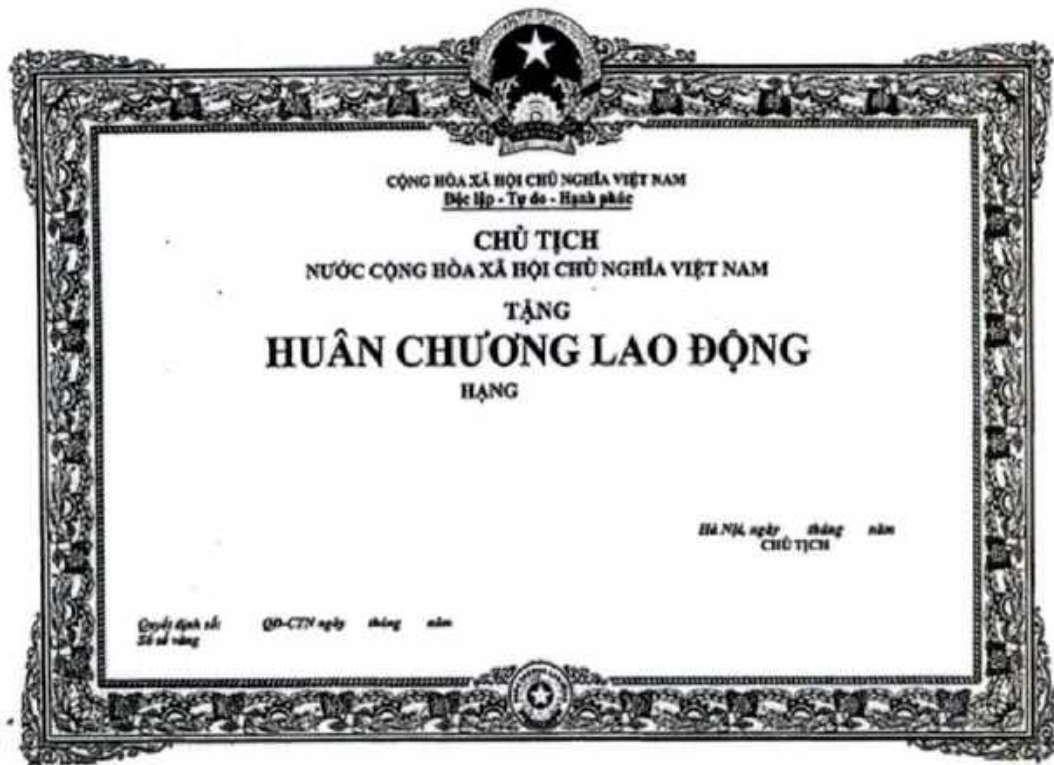 CỘNG HÒA XÃ HỘI CHỦ NGHĨA VIỆT NAM
Độc lập - Tự do - Hạnh phúc
CHỦ TỊCH
NƯỚC CỘNG HÒA XÃ HỘI CHỦ NGHĨA VIỆT NAM
TẶNG
HUÂN CHƯƠNG LAO ĐỘNG
HẠNG
Hà Nội, ngày tháng năm
CHỦ TỊCH
Quyết định số: QĐ-CTN ngày tháng năm
Số sổ vàng